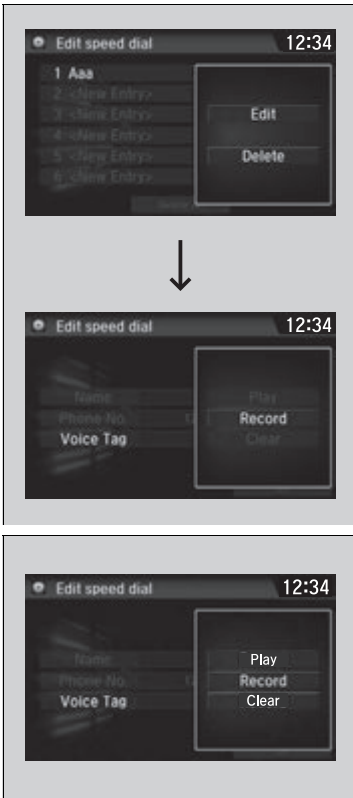 Edit speed dial 12:34
1 Aaa
2 <New Entry>
3 <New Entry>
4 <New Entry>
5 <New Entry>
6 <New Entry>
Edit
Delete
Edit speed dial 12:34
Name
Phone No.
Voice Tag
Play
Record
Clear
Edit speed dial 12:34
Name
Phone No.
Voice Tag
Play
Record
Clear